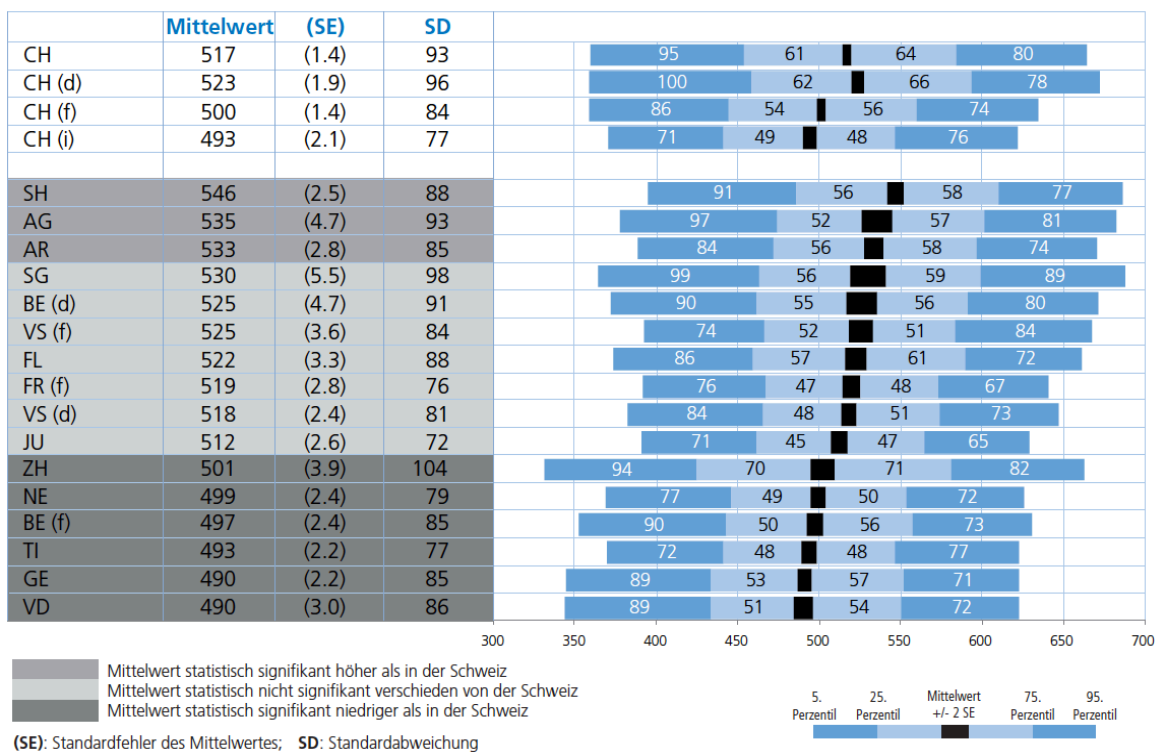 Mittelwert (SE) SD
CH 517 (1.4) 93 95 61 64 80
CH (d) 523 (1.9) 96 100 62 66 78
CH (f) 500 (1.4) 84 86 54 56 74
CH (i) 493 (2.1) 77 71 49 48 76
SH 546 (2.5) 88 91 56 58 77
AG 535 (4.7) 93 97 52 57 81
AR 533 (2.8) 85 84 56 58 74
SG 530 (5.5) 98 99 56 59 89
BE (d) 525 (4.7) 91 90 55 56 80
VS (f) 525 (3.6) 84 74 52 51 84
FL 522 (3.3) 88 86 57 61 72
FR (f) 519 (2.8) 76 76 47 48 67
VS (d) 518 (2.4) 81 84 48 51 73
JU 512 (2.6) 72 71 45 47 65
ZH 501 (3.9) 104 94 70 71 82
NE 499 (2.4) 79 77 49 50 72
BE (f) 497 (2.4) 85 90 50 56 73
TI 493 (2.2) 77 72 48 48 77
GE 490 (2.2) 85 89 53 57 71
VD 490 (3.0) 86 89 51 54 72
300 350 400 450 500 550 600 650 700
Mittelwert statistisch signifikant höher als in der Schweiz
Mittelwert statistisch nicht signifikant verschieden von der Schweiz
Mittelwert statistisch signifikant niedriger als in der Schweiz
(SE): Standardfehler des Mittelwertes; SD: Standardabweichung
5. 25. Mittelwert 75. 95.
Perzentil Perzentil +/- 2 SE Perzentil Perzentil